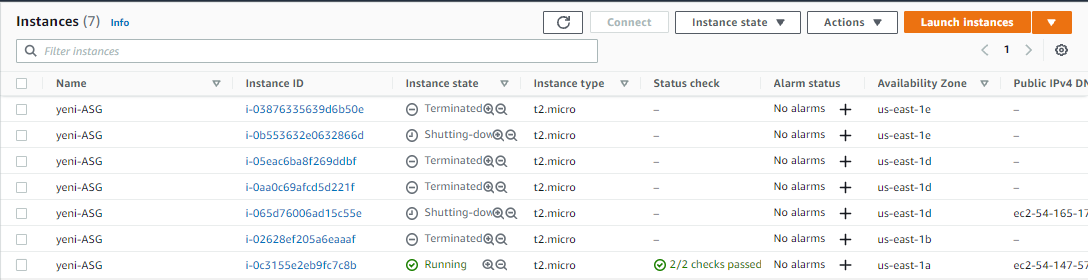 Instances (7) Info Connect Instance state Actions Launch instances
Filter instances 1
Name Instance ID Instance state Instance type Status check Alarm status Availability Zone Public IPv4 DN
yeni-ASG i-03876335639d6b50e Terminated t2.micro – No alarms + us-east-1e –
yeni-ASG i-0b553632e0632866d Shutting-dow t2.micro – No alarms + us-east-1e –
yeni-ASG i-05eac6ba8f269ddbf Terminated t2.micro – No alarms + us-east-1d –
yeni-ASG i-0aa0c69afcd5d221f Terminated t2.micro – No alarms + us-east-1d –
yeni-ASG i-065d76006ad15c55e Shutting-dow t2.micro – No alarms + us-east-1d ec2-54-165-17
yeni-ASG i-02628ef205a6eaaaf Terminated t2.micro – No alarms + us-east-1b –
yeni-ASG i-0c3155e2eb9fc7c8b Running t2.micro 2/2 checks passed No alarms + us-east-1a ec2-54-147-57